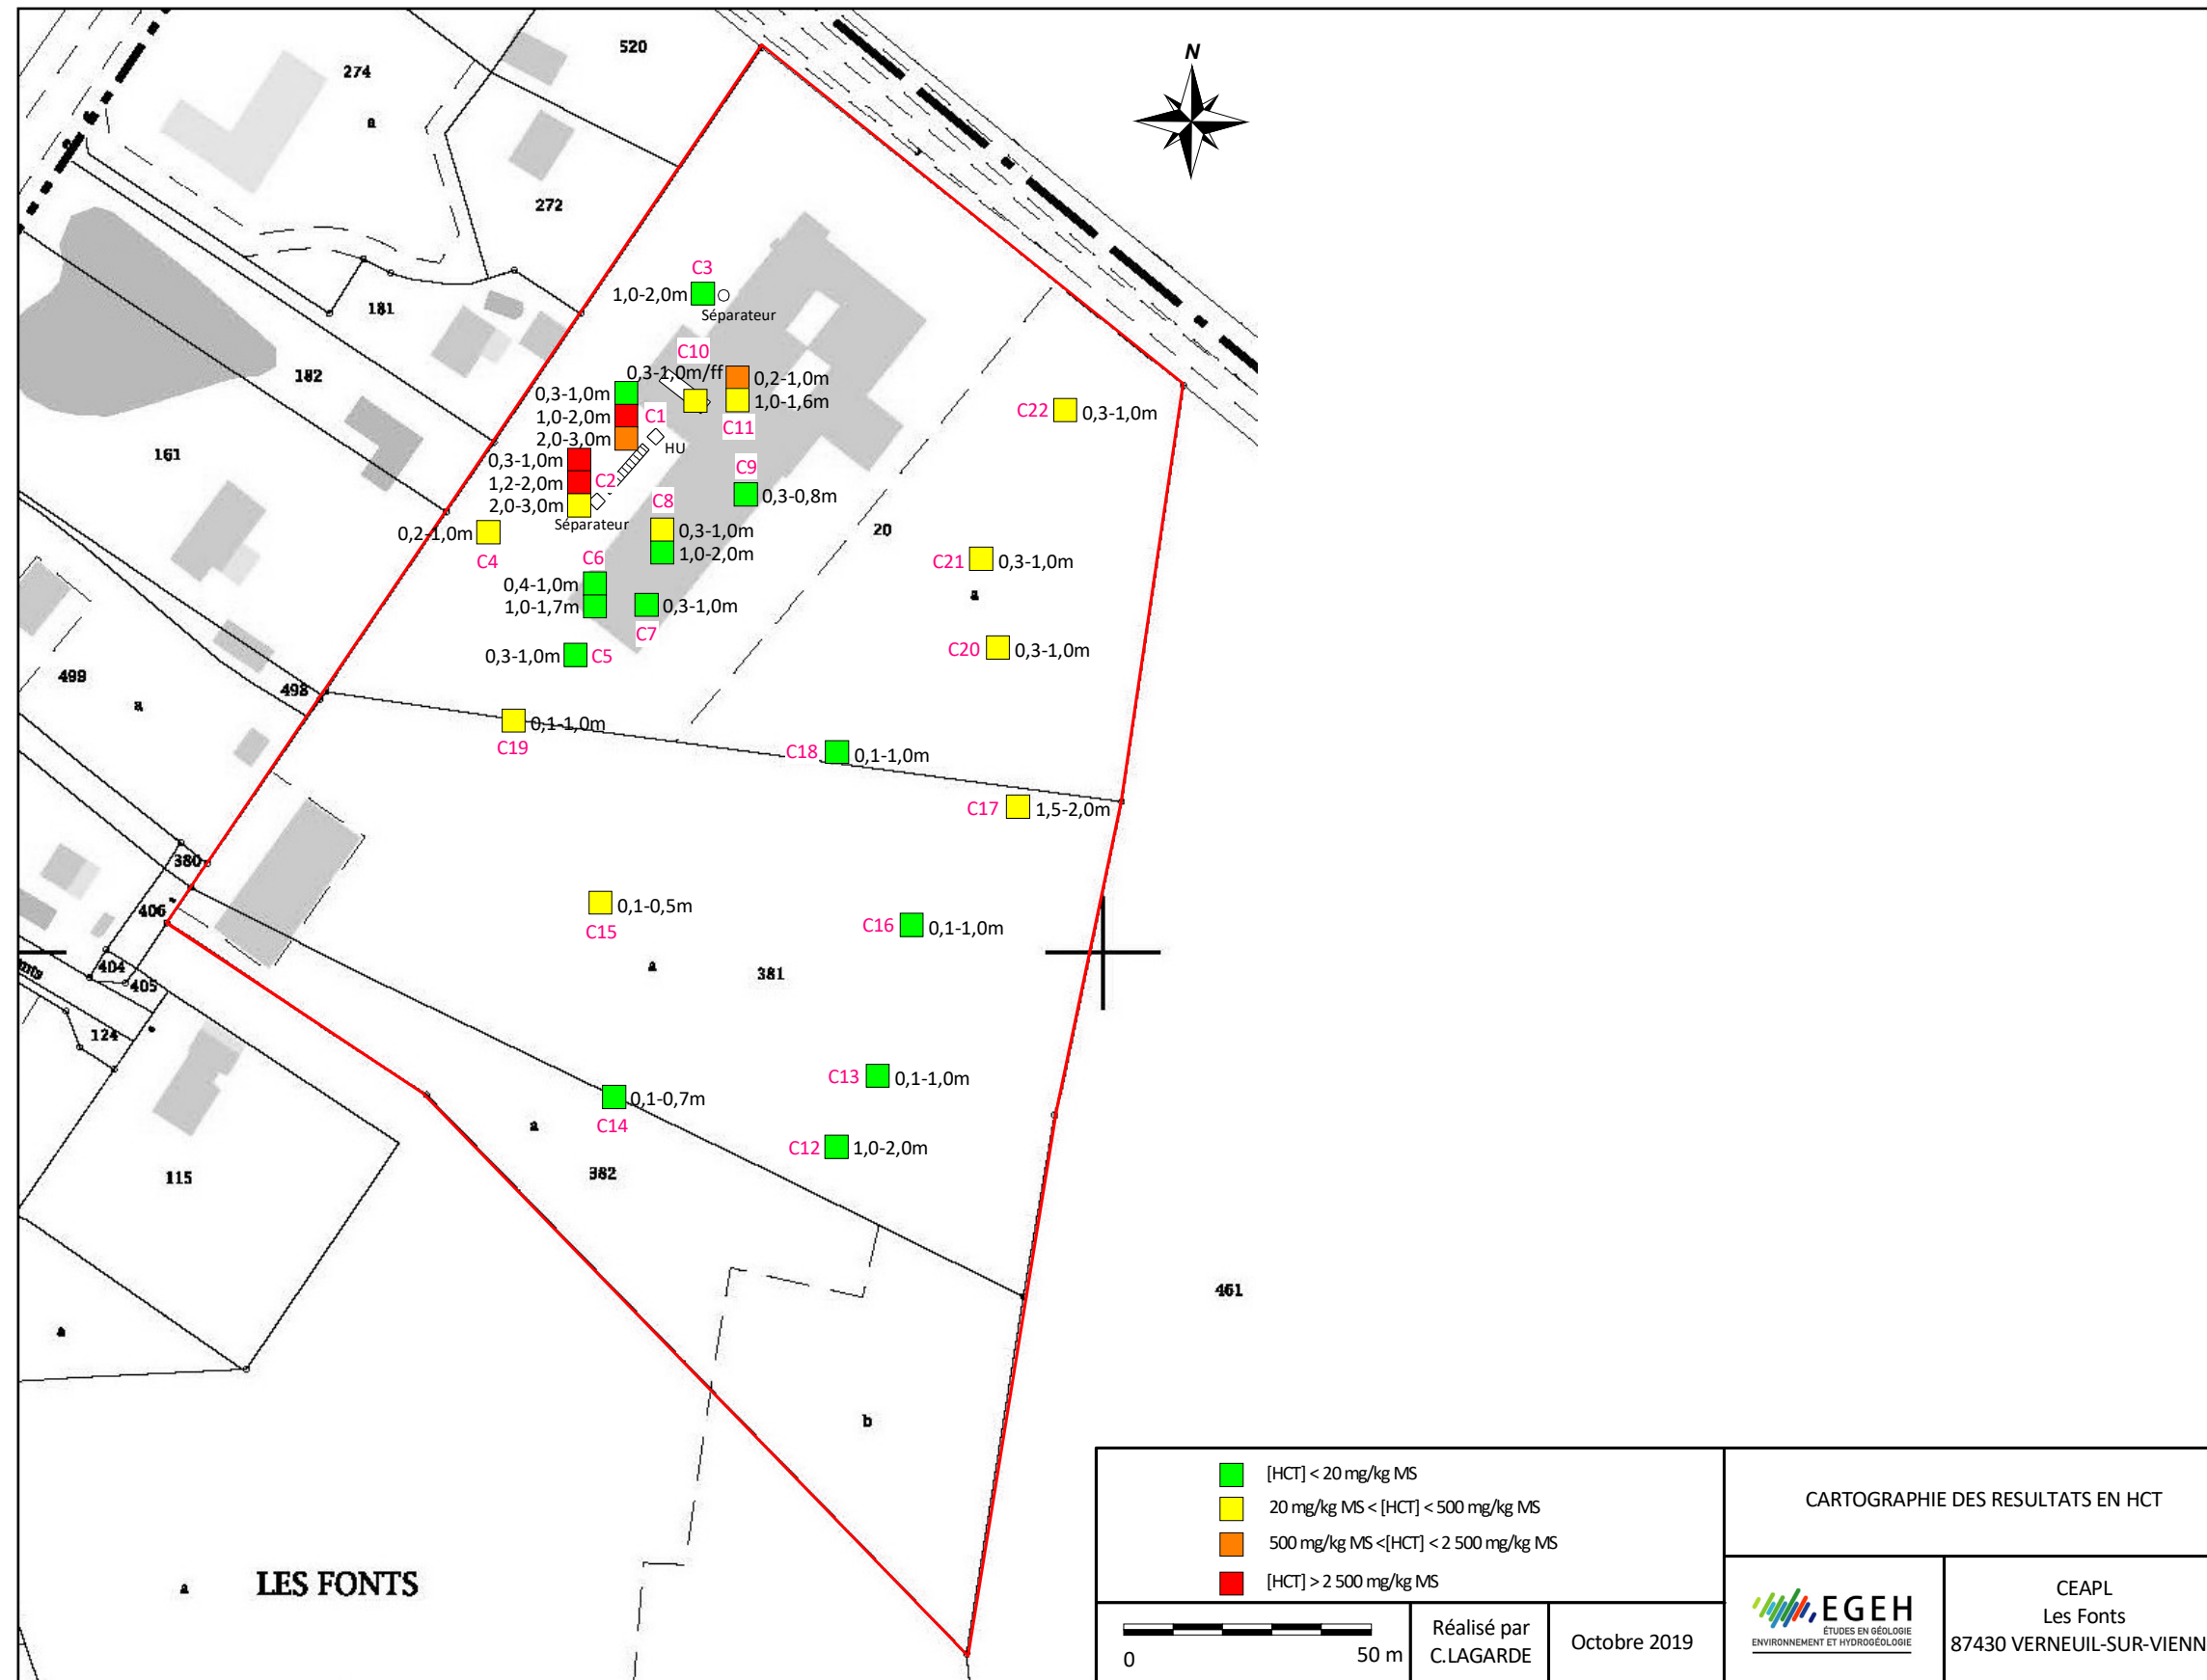 520
274
a
N
272
C3
1,0-2,0m
Séparateur
181
C10
182
0,3-1,0m/ff
0,2-1,0m
0,3-1,0m
1,0-1,6m
1,0-2,0m
C1
C11
C22
0,3-1,0m
2,0-3,0m
HU
161
0,3-1,0m
C9
1,2-2,0m
C2
0,3-0,8m
2,0-3,0m
C8
Séparateur
0,2-1,0m
0,3-1,0m
20
C4
C6
1,0-2,0m
C21
0,3-1,0m
0,4-1,0m
a
1,0-1,7m
0,3-1,0m
C7
C20
0,3-1,0m
0,3-1,0m
C5
499
498
a
0,1-1,0m
C19
C18
0,1-1,0m
C17
1,5-2,0m
380
406
0,1-0,5m
C15
C16
0,1-1,0m
404
a
381
405
124
C13
0,1-1,0m
0,1-0,7m
C14
a
C12
1,0-2,0m
382
115
461
a
b
a
LES FONTS
[HCT] < 20 mg/kg MS
20 mg/kg MS < [HCT] < 500 mg/kg MS
500 mg/kg MS <[HCT] < 2 500 mg/kg MS
[HCT] > 2 500 mg/kg MS
CARTOGRAPHIE DES RESULTATS EN HCT
0
50 m
Réalisé par
C.LAGARDE
Octobre 2019
EGEH
ÉTUDES EN GÉOLOGIE
ENVIRONNEMENT ET HYDROGÉOLOGIE
CEAPL
Les Fonts
87430 VERNEUIL-SUR-VIENN